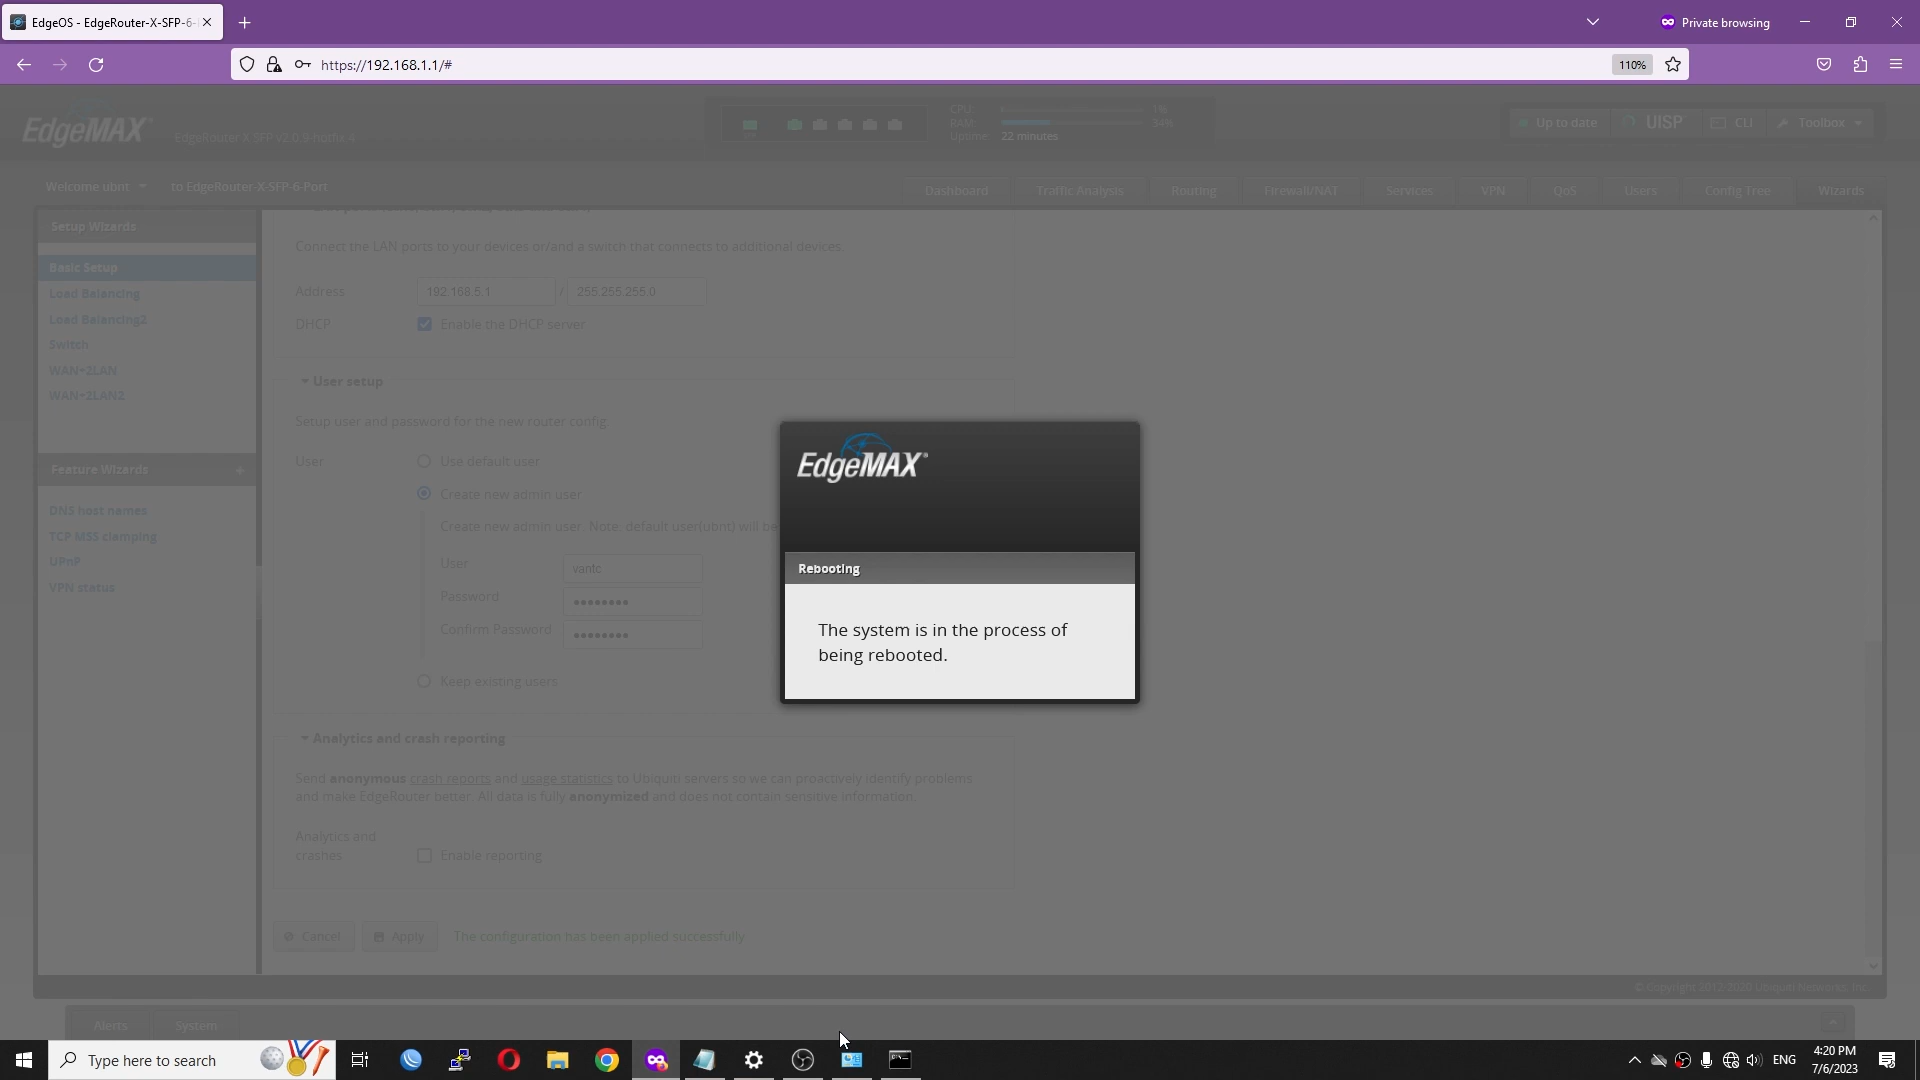 EdgeOS - EdgeRouter-X-SFP-6-
Private browsing
https://192.168.1.1/#
110%
EdgeMAX
EdgeRouter X SFP v2.0.9-hotfix.4
CPU: 1%
RAM: 34%
Uptime: 22 minutes
Up to date
UISP
CLI
Toolbox
Welcome ubnt
to EdgeRouter-X-SFP-6-Port
Dashboard
Traffic Analysis
Routing
Firewall/NAT
Services
VPN
QoS
Users
Config Tree
Wizards
Setup Wizards
Basic Setup
Load Balancing
Load Balancing2
Switch
WAN+2LAN
WAN+2LAN2
Feature Wizards +
DNS host names
TCP MSS clamping
UPnP
VPN status
Connect the LAN ports to your devices or/and a switch that connects to additional devices.
Address 192.168.5.1 / 255.255.255.0
DHCP Enable the DHCP server
User setup
Setup user and password for the new router config.
User Use default user
Create new admin user
Create new admin user. Note: default user(ubnt) will be
User vantc
Password ••••••••
Confirm Password ••••••••
Keep existing users
Analytics and crash reporting
Send anonymous crash reports and usage statistics to Ubiquiti servers so we can proactively identify problems
and make EdgeRouter better. All data is fully anonymized and does not contain sensitive information.
Analytics and
crashes
Enable reporting
Cancel
Apply
The configuration has been applied successfully
EdgeMAX®
Rebooting
The system is in the process of
being rebooted.
© Copyright 2012-2020 Ubiquiti Networks, Inc.
Alerts
System
Type here to search
ENG
4:20 PM
7/6/2023